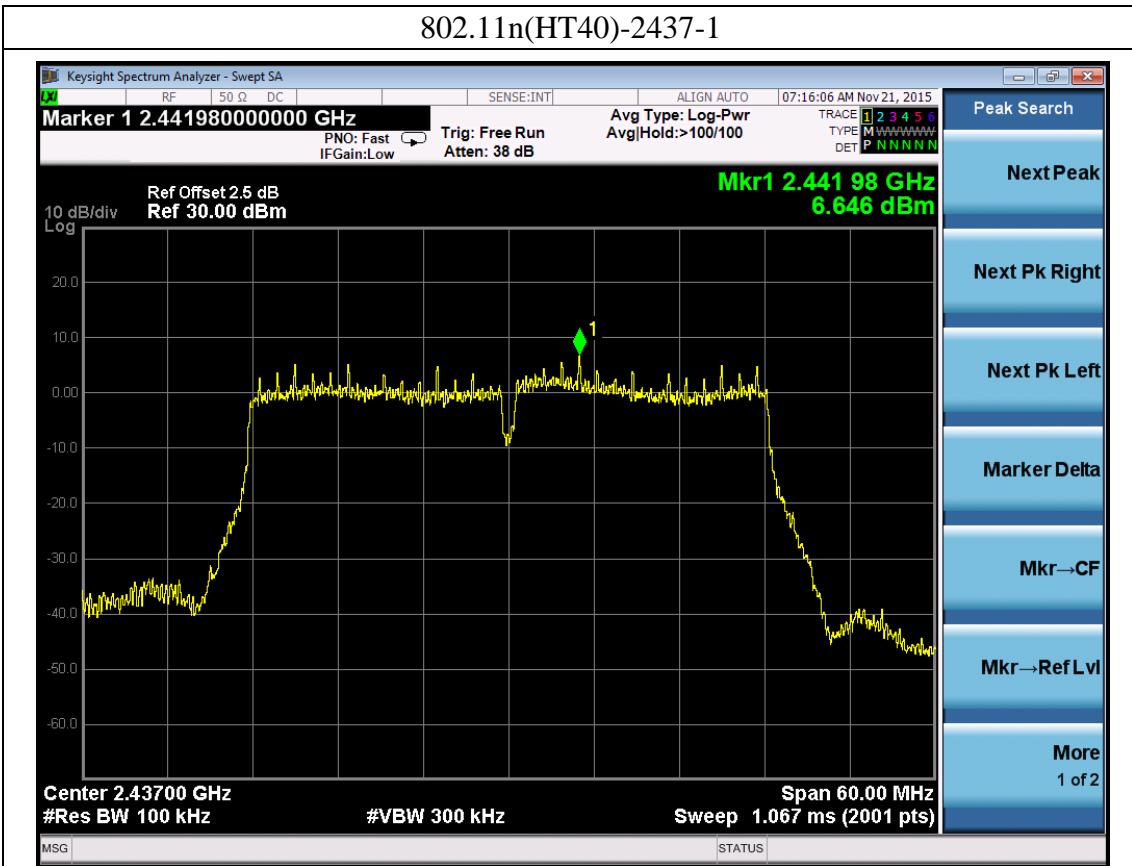 802.11n(HT40)-2437-1
Keysight Spectrum Analyzer - Swept SA
LXI RF 50 Ω DC SENSE:INT ALIGN AUTO 07:16:06 AM Nov 21, 2015
Marker 1 2.441980000000 GHz
PNO: Fast
IFGain:Low
Trig: Free Run
Atten: 38 dB
Avg Type: Log-Pwr
Avg|Hold:>100/100
TRACE 1 2 3 4 5 6
TYPE M WWWWW
DET P N N N N N
Peak Search
Mkr1 2.441 98 GHz
6.646 dBm
Ref Offset 2.5 dB
10 dB/div Ref 30.00 dBm
Log
20.0
10.0
0.00
-10.0
-20.0
-30.0
-40.0
-50.0
-60.0
1
Center 2.43700 GHz Span 60.00 MHz
#Res BW 100 kHz #VBW 300 kHz Sweep 1.067 ms (2001 pts)
Next Peak
Next Pk Right
Next Pk Left
Marker Delta
Mkr→CF
Mkr→Ref Lvl
More
1 of 2
MSG STATUS